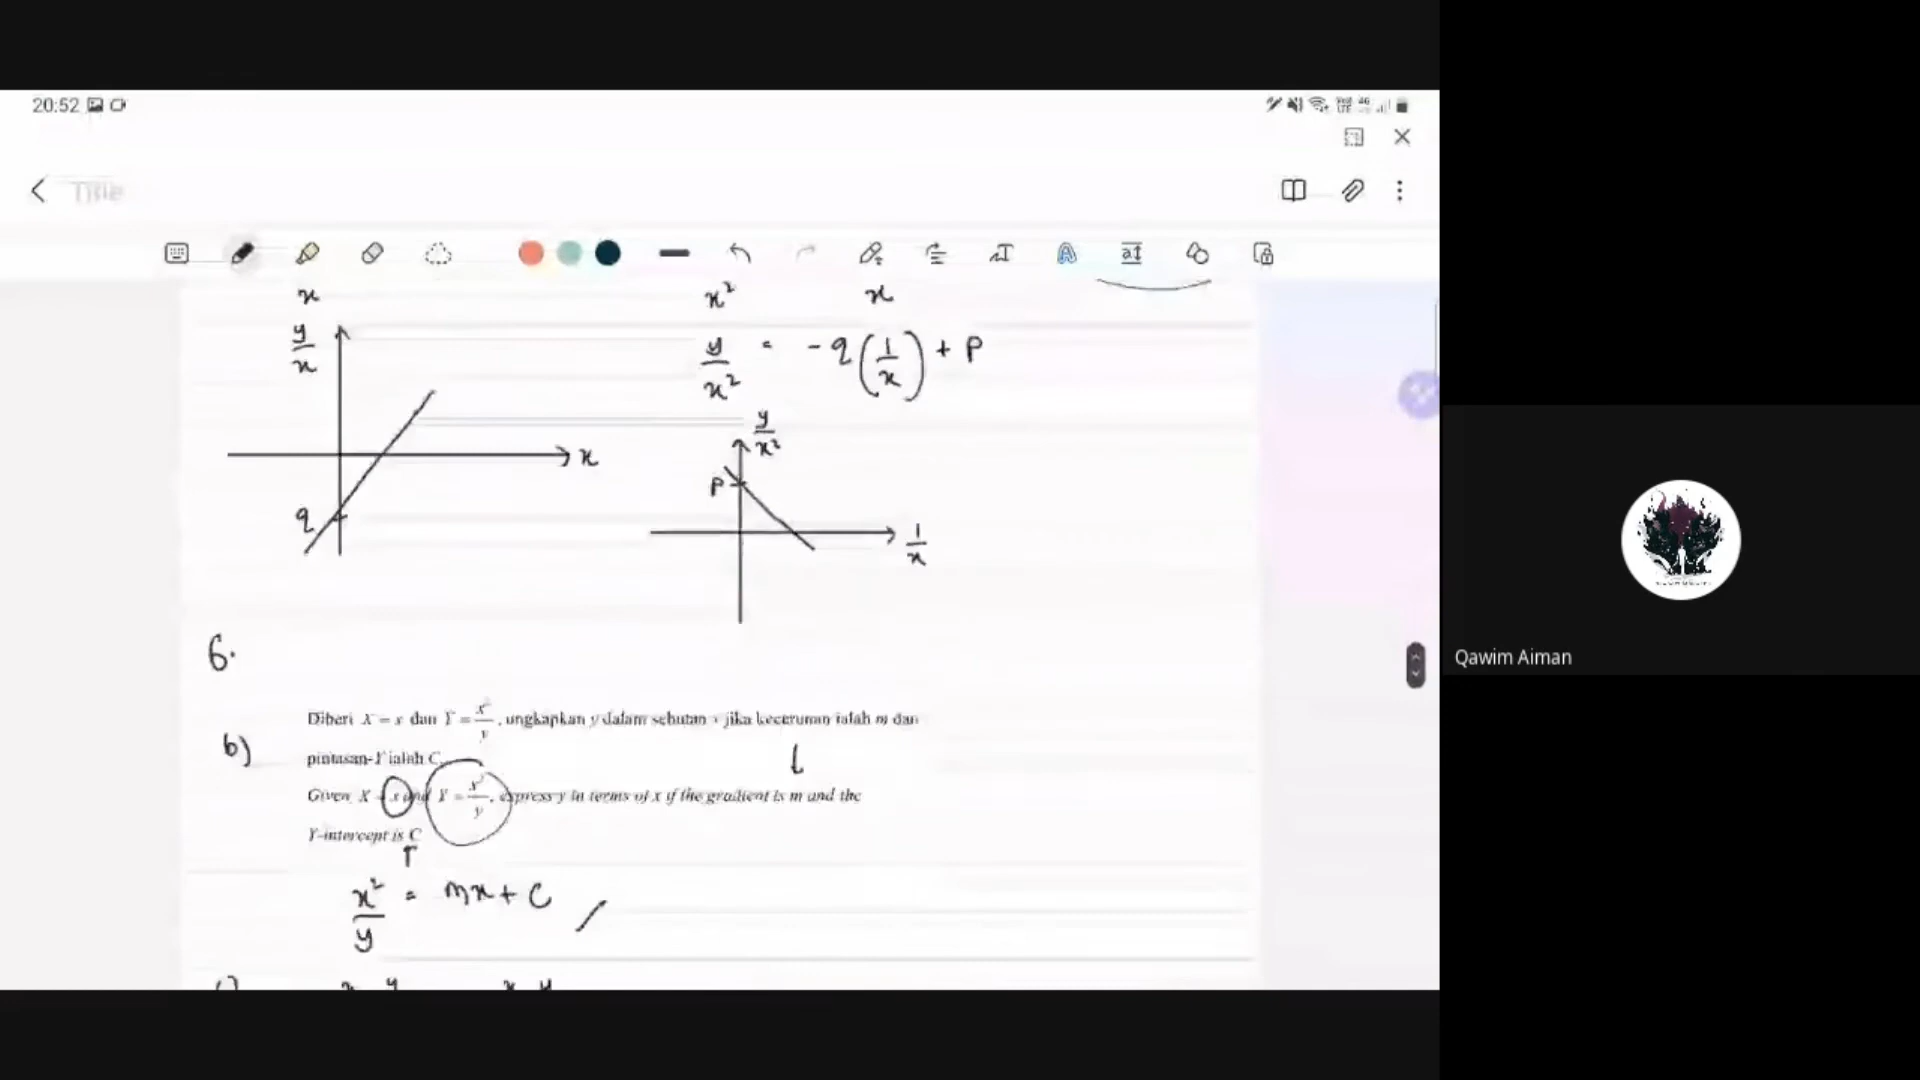 20:52
Title
x
x²
x
y/x
y/x² = -q(1/x) + p
y/x²
x
p
q
1/x
6.
Diberi X = x dan Y = x²/y, ungkapkan y dalam sebutan x jika kecerunan ialah m dan
b)
pintasan-Y ialah C.
Given X = x and Y = x²/y, express y in terms of x if the gradient is m and the
Y-intercept is C
x²/y = mx + C
Qawim Aiman